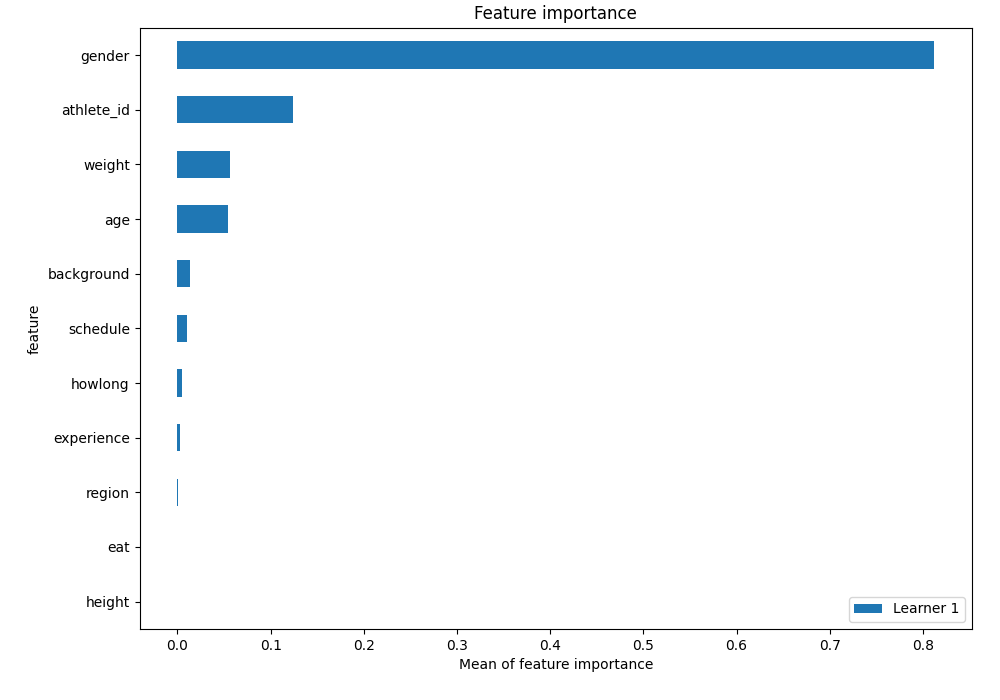 Feature importance
gender
athlete_id
weight
age
background
schedule
howlong
experience
region
eat
height
feature
0.0 0.1 0.2 0.3 0.4 0.5 0.6 0.7 0.8
Mean of feature importance
Learner 1